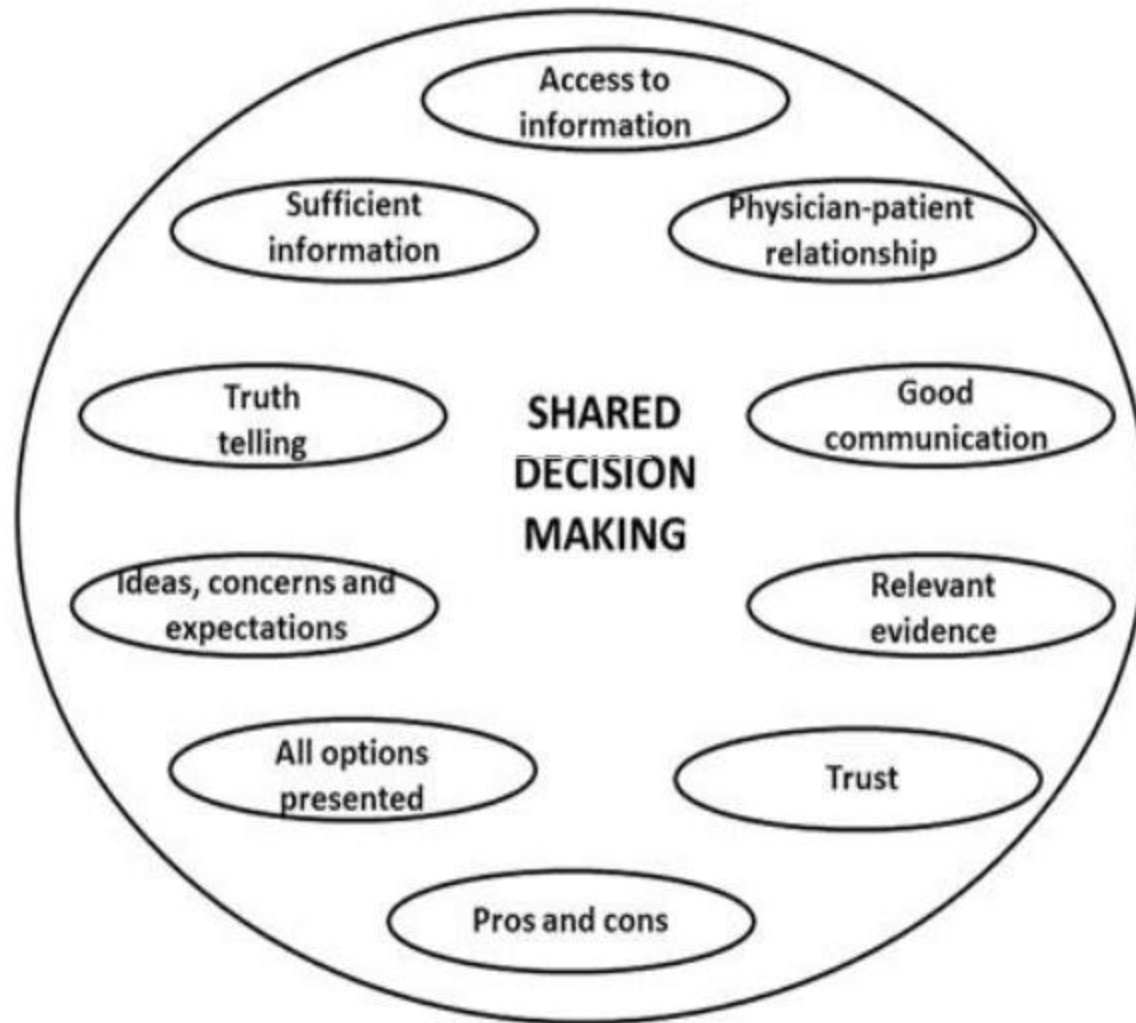 Access to
information
Sufficient
information
Physician-patient
relationship
Truth
telling
SHARED
DECISION
MAKING
Good
communication
Ideas, concerns and
expectations
Relevant
evidence
All options
presented
Trust
Pros and cons